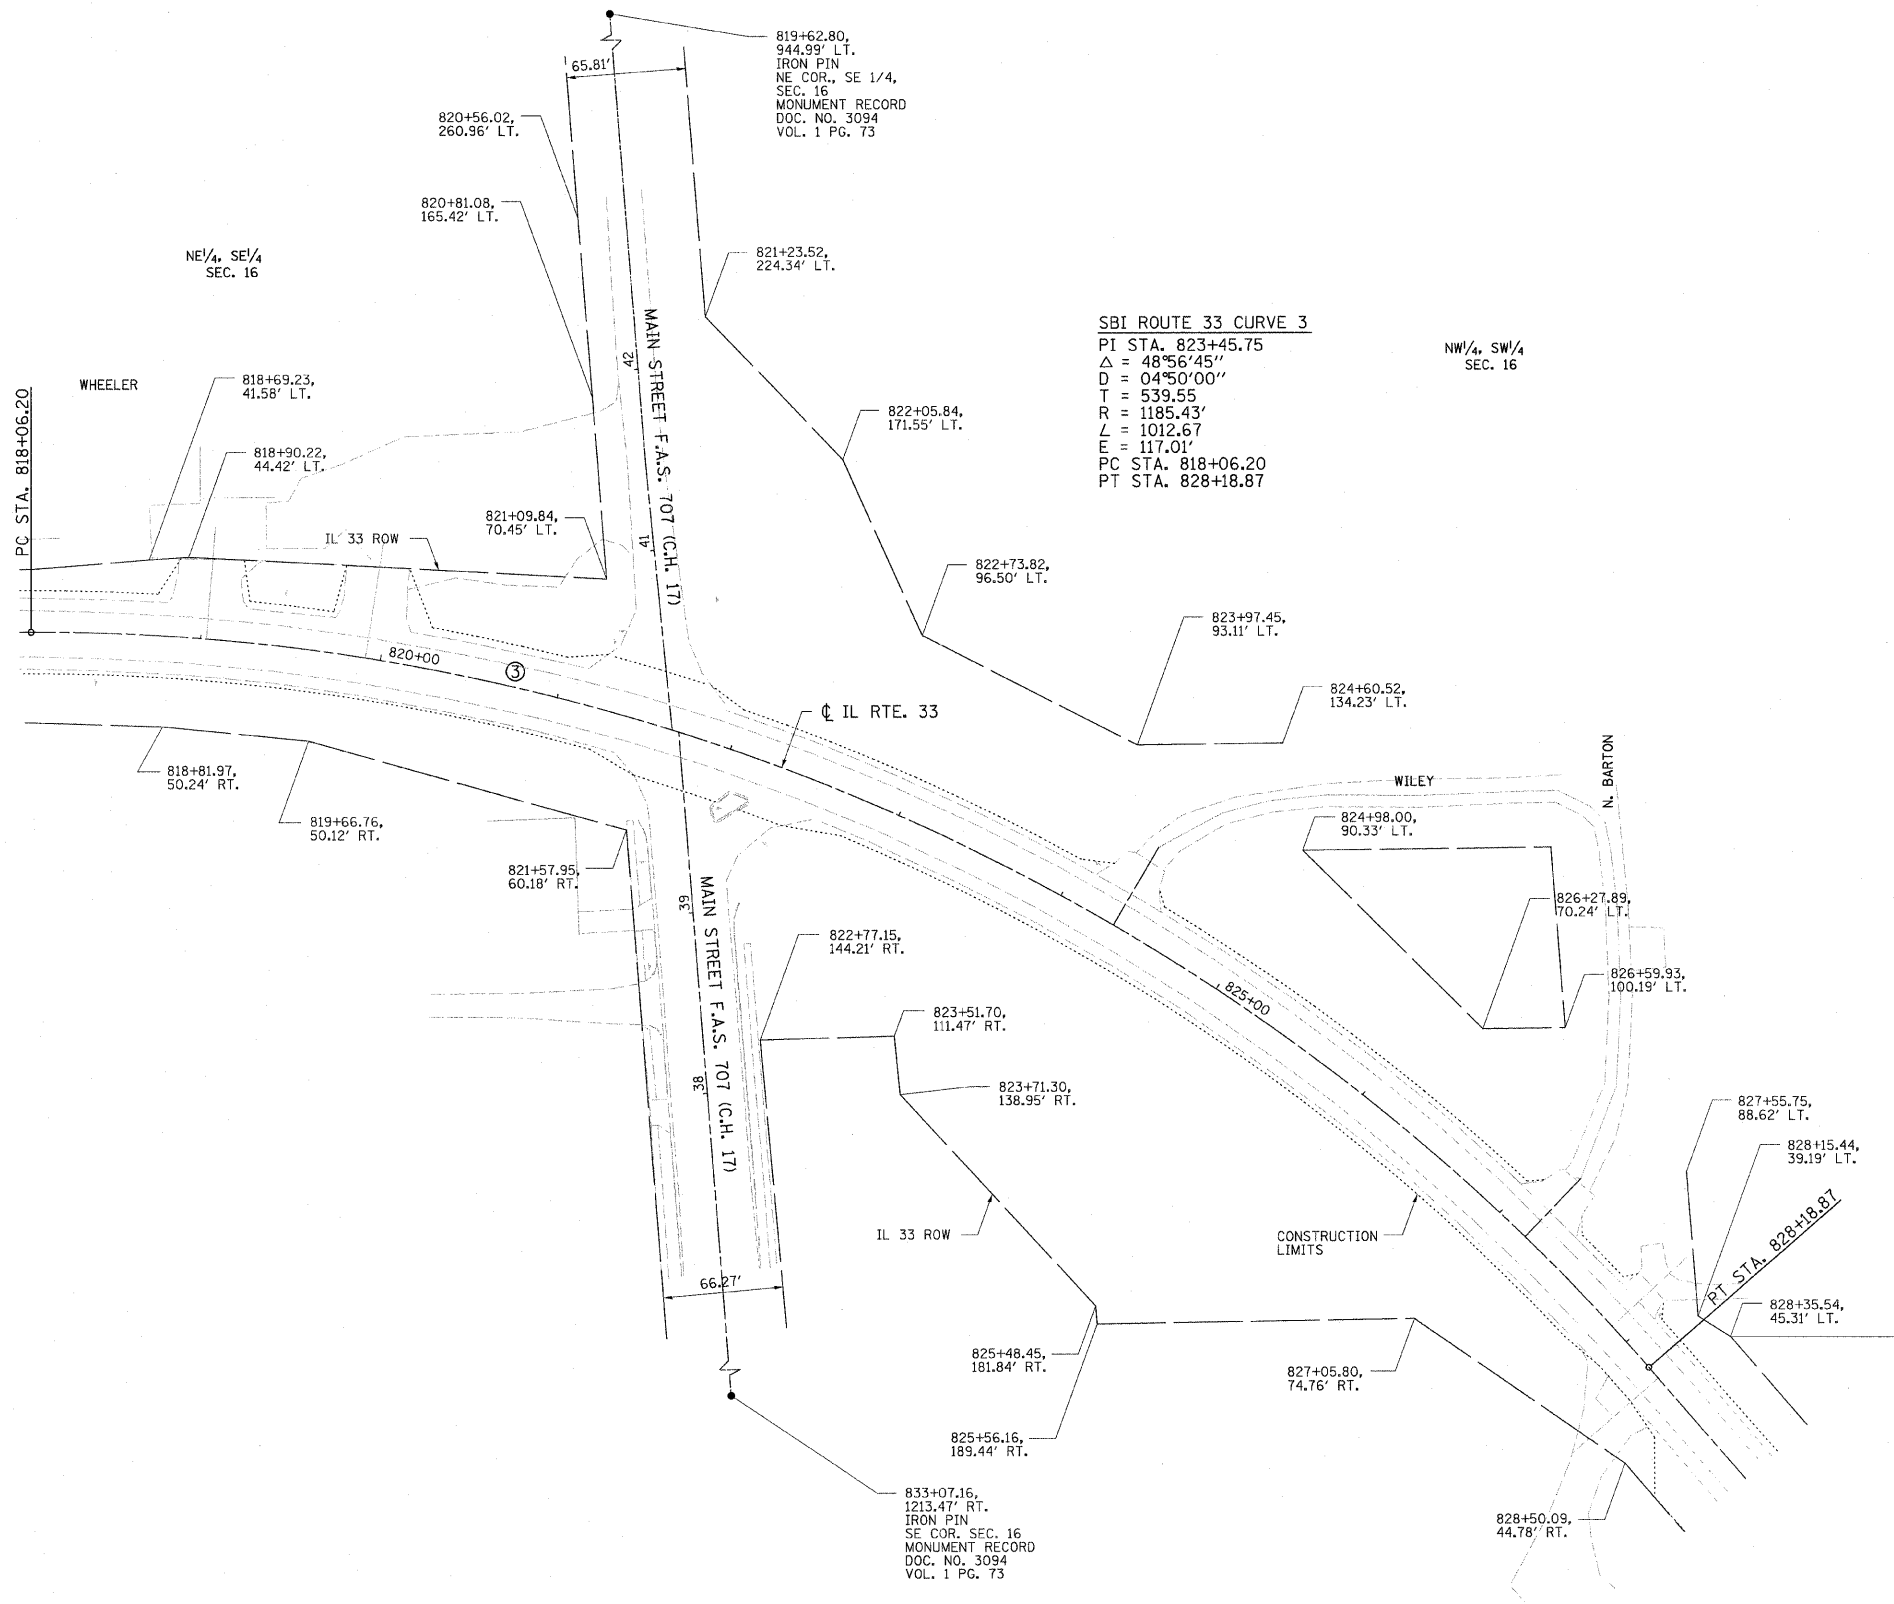 819+62.80,
944.99' LT.
IRON PIN
NE COR., SE 1/4,
SEC. 16
MONUMENT RECORD
DOC. NO. 3094
VOL. 1 PG. 73
65.81'
820+56.02,
260.96' LT.
820+81.08,
165.42' LT.
NE1/4, SE1/4
SEC. 16
821+23.52,
224.34' LT.
SBI ROUTE 33 CURVE 3
PI STA. 823+45.75
Δ = 48°56'45"
D = 04°50'00"
T = 539.55
R = 1185.43'
L = 1012.67
E = 117.01'
PC STA. 818+06.20
PT STA. 828+18.87
NW1/4, SW1/4
SEC. 16
PC STA. 818+06.20
WHEELER
818+69.23,
41.58' LT.
818+90.22,
44.42' LT.
42
MAIN STREET F.A.S. 707 (C.H. 17)
41
822+05.84,
171.55' LT.
821+09.84,
70.45' LT.
IL 33 ROW
822+73.82,
96.50' LT.
823+97.45,
93.11' LT.
820+00
3
824+60.52,
134.23' LT.
℄ IL RTE. 33
818+81.97,
50.24' RT.
819+66.76,
50.12' RT.
821+57.95,
60.18' RT.
WILEY
N. BARTON
824+98.00,
90.33' LT.
826+27.89,
70.24' LT.
826+59.93,
100.19' LT.
39
MAIN STREET F.A.S. 707 (C.H. 17)
38
822+77.15,
144.21' RT.
823+51.70,
111.47' RT.
825+00
823+71.30,
138.95' RT.
827+55.75,
88.62' LT.
828+15.44,
39.19' LT.
PT STA. 828+18.87
IL 33 ROW
CONSTRUCTION
LIMITS
66.27'
828+35.54,
45.31' LT.
825+48.45,
181.84' RT.
827+05.80,
74.76' RT.
825+56.16,
189.44' RT.
833+07.16,
1213.47' RT.
IRON PIN
SE COR. SEC. 16
MONUMENT RECORD
DOC. NO. 3094
VOL. 1 PG. 73
828+50.09,
44.78' RT.